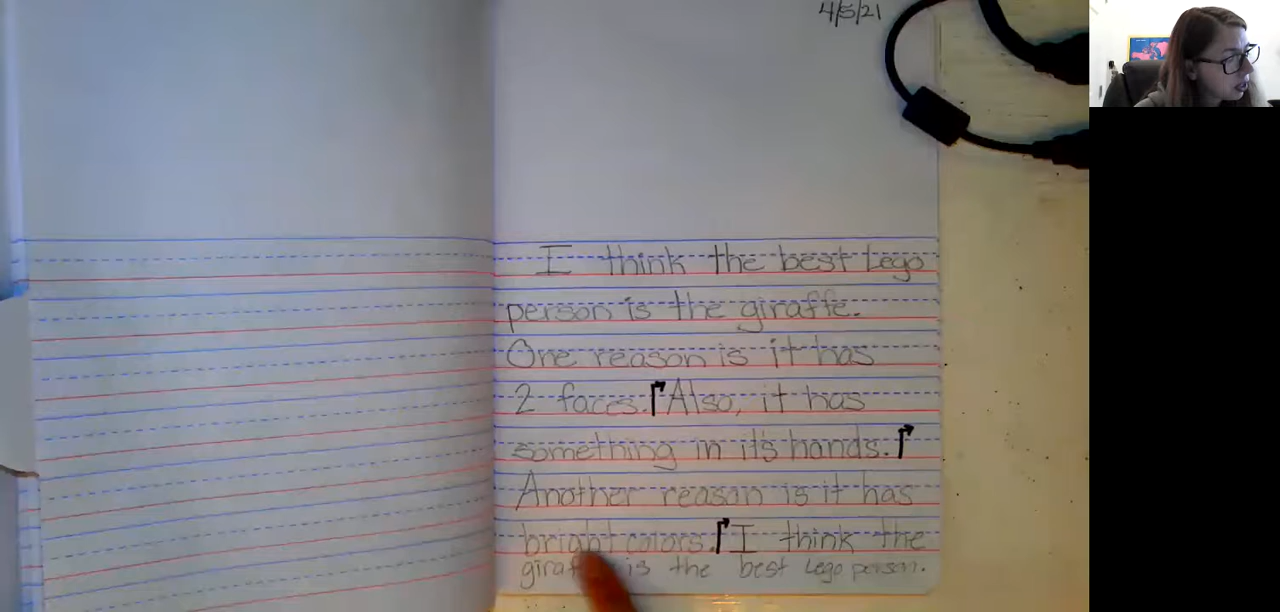 4/5/21
I think the best Lego
person is the giraffe.
One reason is it has
2 faces. Also, it has
something in it's hands.
Another reason is it has
bright colors. I think the
giraffe is the best Lego person.